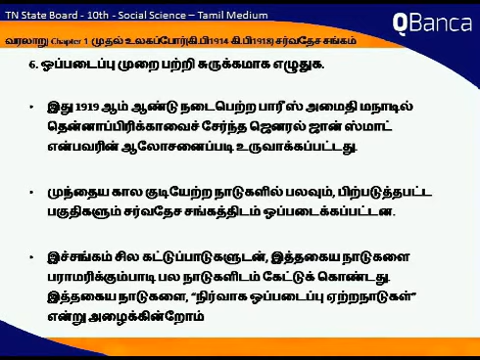 TN State Board - 10th - Social Science – Tamil Medium
QBanca
வரலாறு Chapter 1 முதல் உலகப்போர்(கி.பி1914 கி.பி1918) சர்வதேச சங்கம்
6. ஒப்படைப்பு முறை பற்றி சுருக்கமாக எழுதுக.
• இது 1919 ஆம் ஆண்டு நடைபெற்ற பாரீஸ் அமைதி மநாடில்
தென்னாப்பிரிக்காவைச் சேர்ந்த ஜெனரல் ஜான் ஸ்மாட்
என்பவரின் ஆலோசனைப்படி உருவாக்கப்பட்டது.
• முந்தைய கால குடியேற்ற நாடுகளில் பலவும், பிற்படுத்தபட்ட
பகுதிகளும் சர்வதேச சங்கத்திடம் ஒப்படைக்கப்பட்டன.
• இச்சங்கம் சில கட்டுப்பாடுகளுடன், இத்தகைய நாடுகளை
பராமரிக்கும்பாடி பல நாடுகளிடம் கேட்டுக் கொண்டது.
இத்தகைய நாடுகளை, “நிர்வாக ஒப்படைப்பு ஏற்றநாடுகள்”
என்று அழைக்கின்றோம்